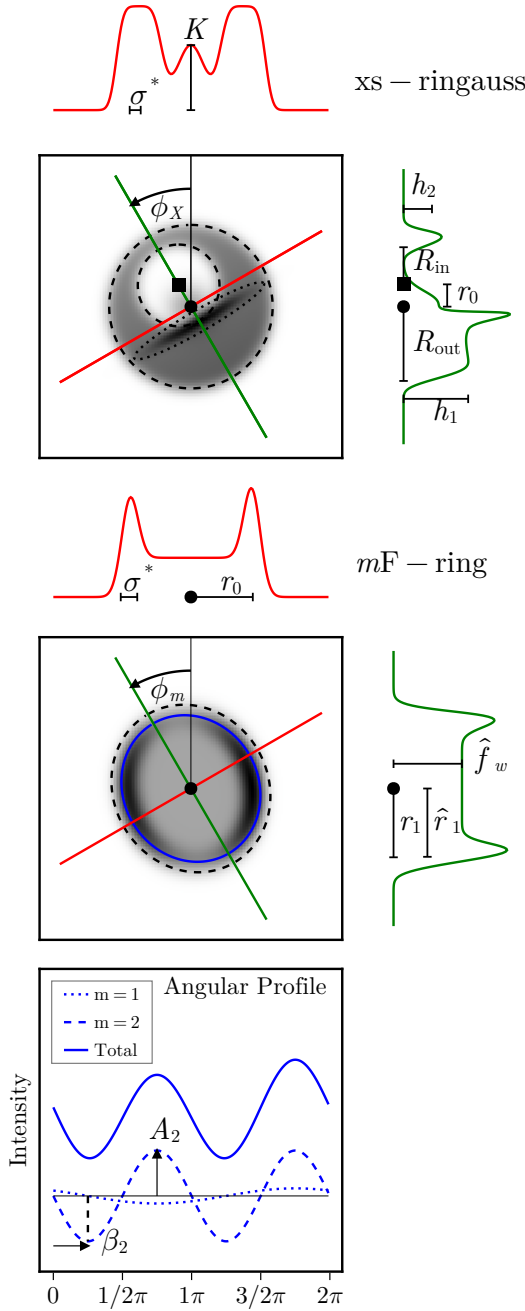 K
σ*
xs − ringauss
ϕ_X
h_2
R_in
r_0
R_out
h_1
σ*
r_0
mF − ring
ϕ_m
f̂_w
r_1
r̂_1
Angular Profile
m = 1
m = 2
Total
Intensity
A_2
β_2
0
1/2π
1π
3/2π
2π